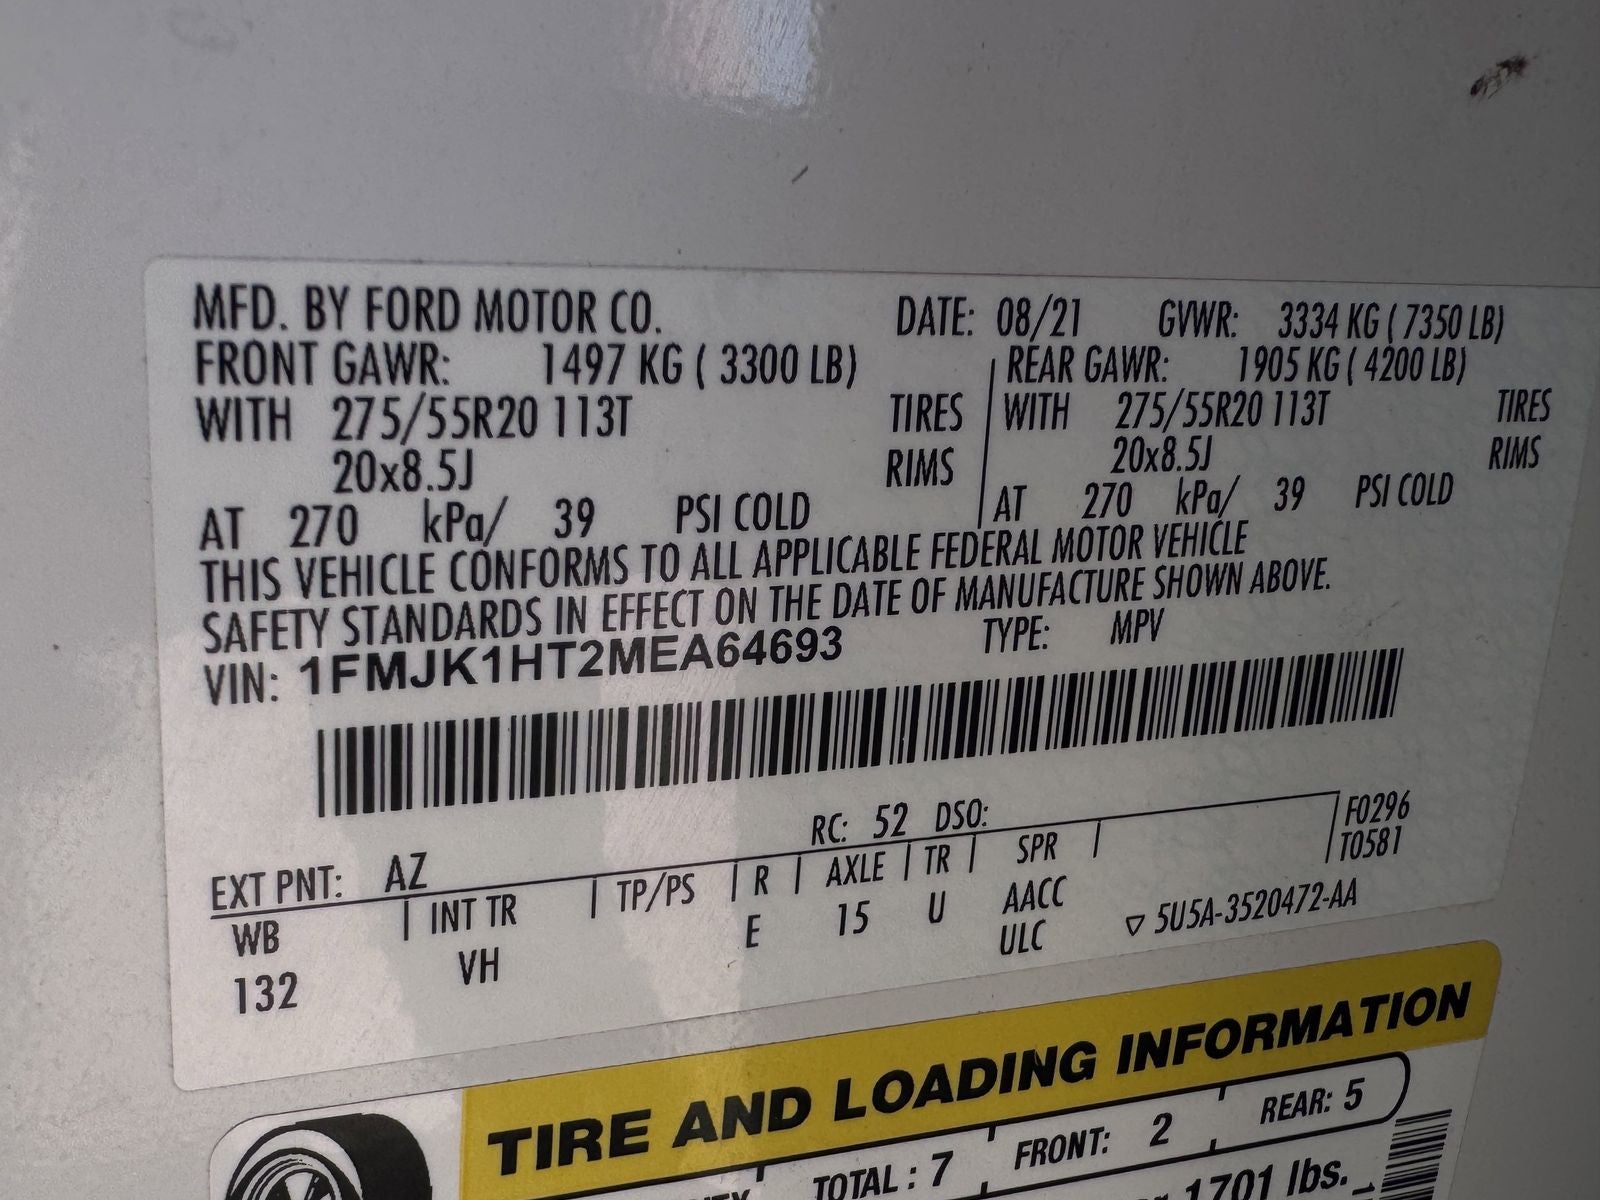 MFD. BY FORD MOTOR CO. DATE: 08/21 GVWR: 3334 KG ( 7350 LB)
FRONT GAWR: 1497 KG ( 3300 LB) REAR GAWR: 1905 KG ( 4200 LB)
WITH 275/55R20 113T TIRES WITH 275/55R20 113T TIRES
20x8.5J RIMS 20x8.5J RIMS
AT 270 kPa/ 39 PSI COLD AT 270 kPa/ 39 PSI COLD
THIS VEHICLE CONFORMS TO ALL APPLICABLE FEDERAL MOTOR VEHICLE
SAFETY STANDARDS IN EFFECT ON THE DATE OF MANUFACTURE SHOWN ABOVE.
VIN: 1FMJK1HT2MEA64693 TYPE: MPV
EXT PNT: AZ RC: 52 DSO: F0296
WB INT TR TP/PS R AXLE TR SPR T0581
132 VH E 15 U AACC ▽ 5U5A-3520472-AA
ULC
TIRE AND LOADING INFORMATION
TOTAL : 7 FRONT: 2 REAR: 5
1701 lbs.